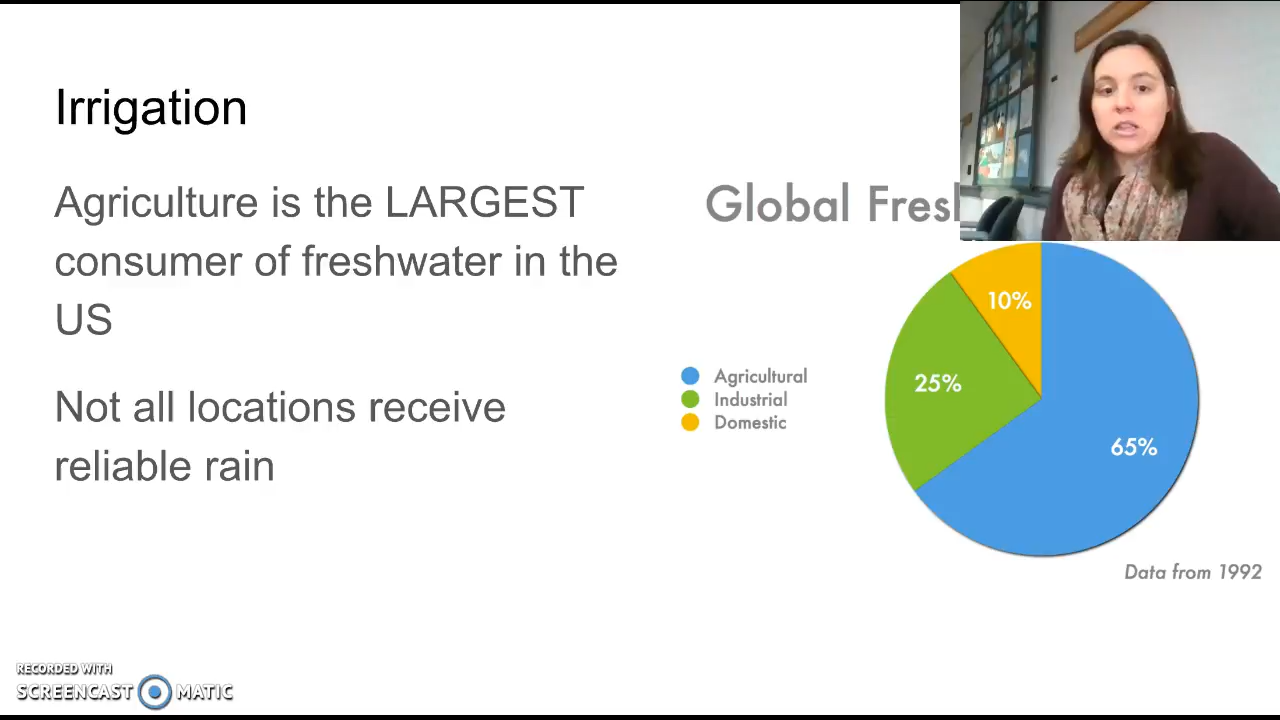 Irrigation
Agriculture is the LARGEST
consumer of freshwater in the
US
Not all locations receive
reliable rain
Global
Agricultural
Industrial
Domestic
10%
25%
65%
Data from 1992
RECORDED WITH
SCREENCAST MATIC